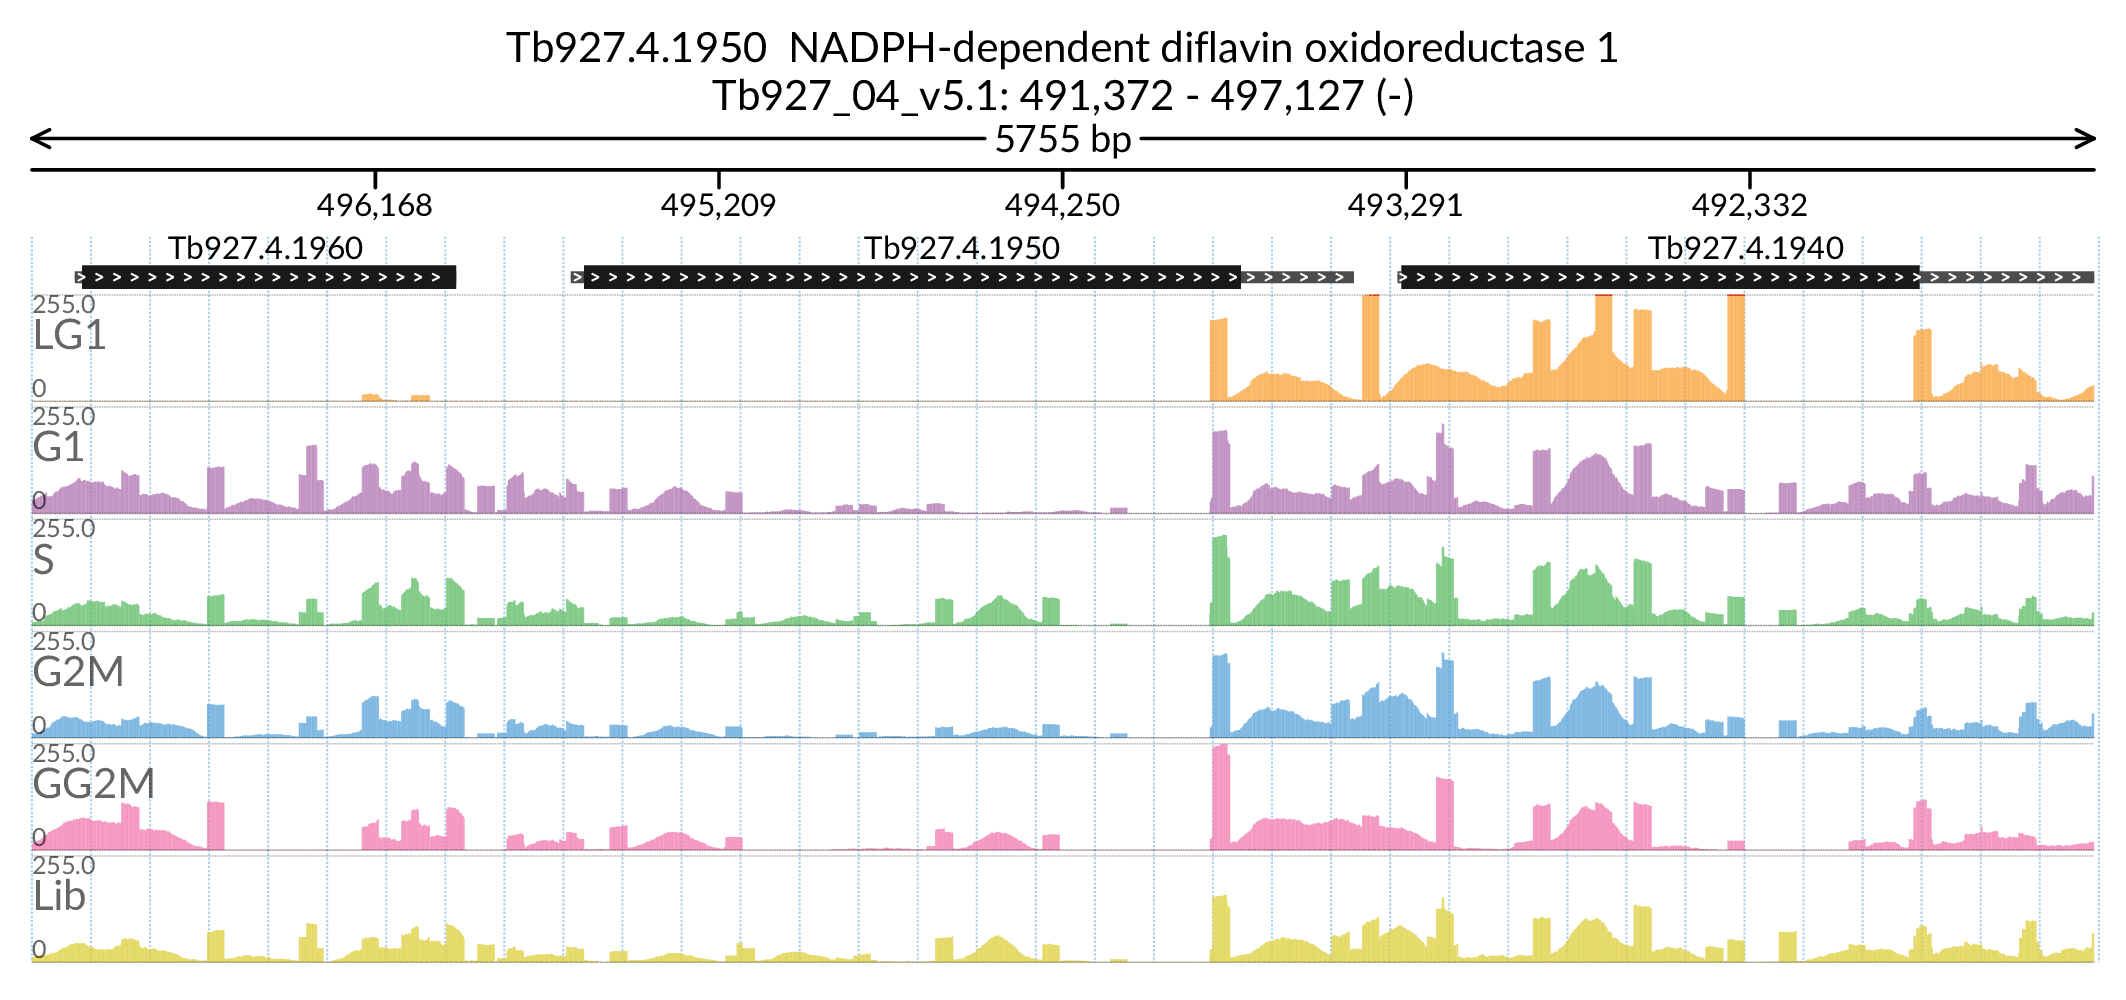 Tb927.4.1950  NADPH-dependent diflavin oxidoreductase 1
Tb927_04_v5.1: 491,372 - 497,127 (-)
5755 bp
496,168 495,209 494,250 493,291 492,332
Tb927.4.1960 Tb927.4.1950 Tb927.4.1940
255.0
LG1
0
255.0
G1
0
255.0
S
0
255.0
G2M
0
255.0
GG2M
0
255.0
Lib
0